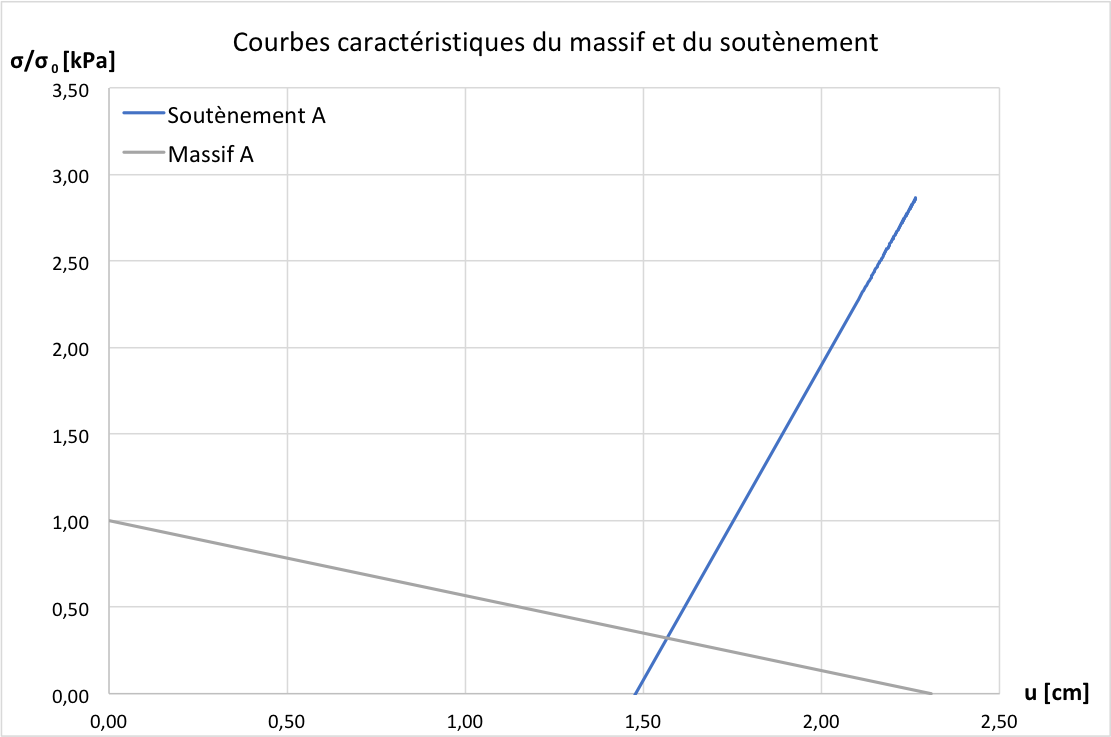 Courbes caractéristiques du massif et du soutènement
σ/σ₀ [kPa]
3,50
Soutènement A
Massif A
3,00
2,50
2,00
1,50
1,00
0,50
0,00
u [cm]
0,00 0,50 1,00 1,50 2,00 2,50